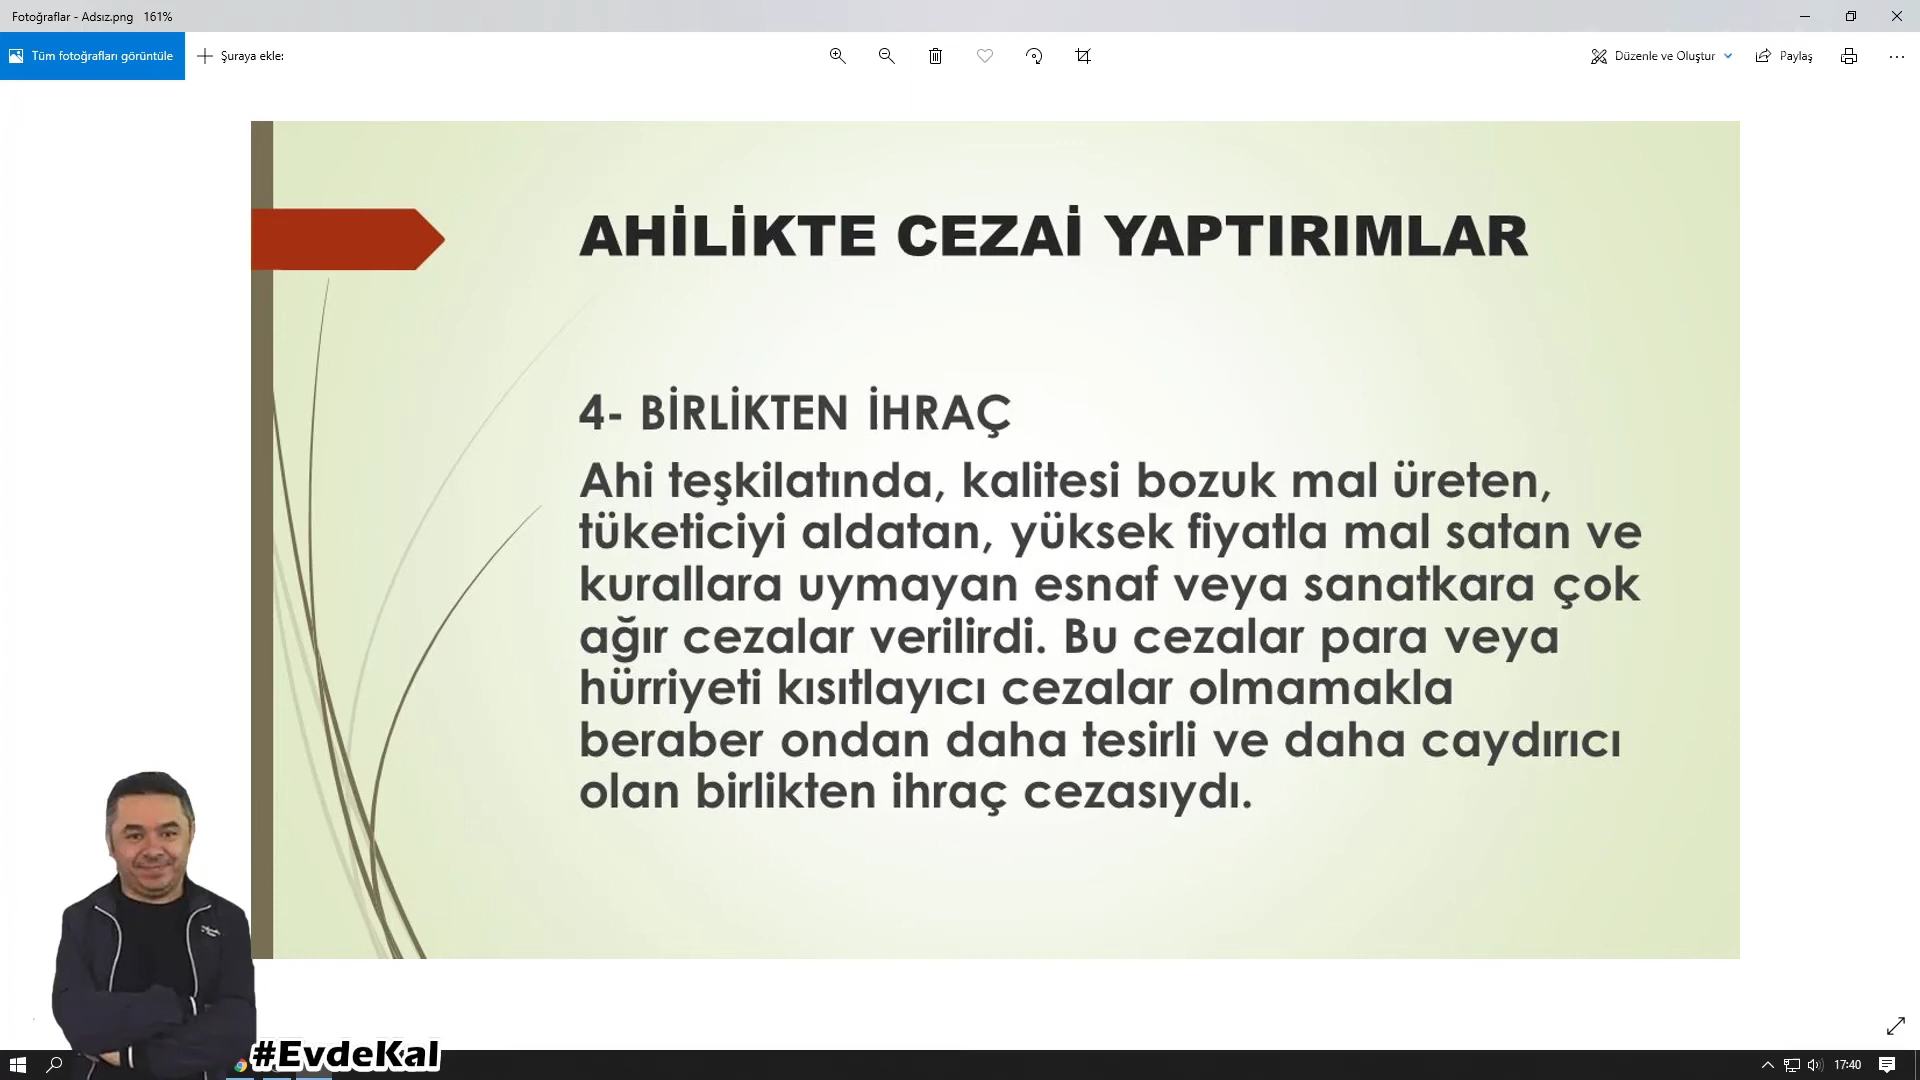 Fotoğraflar - Adsız.png 161%
Tüm fotoğrafları görüntüle
Şuraya ekle:
Düzenle ve Oluştur
Paylaş
AHİLİKTE CEZAİ YAPTIRIMLAR
4- BİRLİKTEN İHRAÇ
Ahi teşkilatında, kalitesi bozuk mal üreten,
tüketiciyi aldatan, yüksek fiyatla mal satan ve
kurallara uymayan esnaf veya sanatkara çok
ağır cezalar verilirdi. Bu cezalar para veya
hürriyeti kısıtlayıcı cezalar olmamakla
beraber ondan daha tesirli ve daha caydırıcı
olan birlikten ihraç cezasıydı.
#EvdeKal
17:40